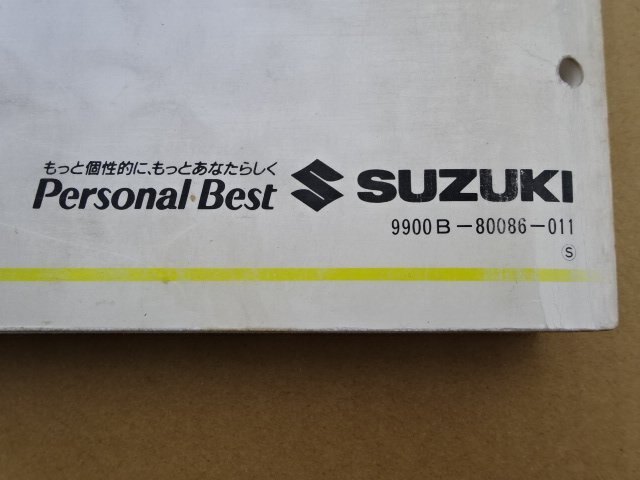 もっと個性的に、もっとあなたらしく
Personal Best SUZUKI
9900B-80086-011
S